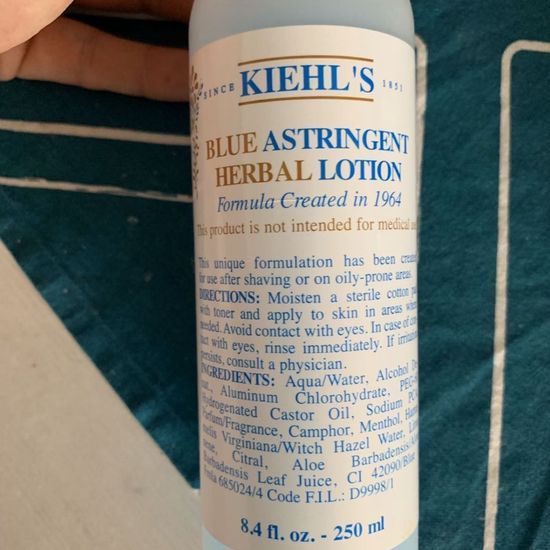 SINCE KIEHL'S 1851
BLUE ASTRINGENT
HERBAL LOTION
Formula Created in 1964
This product is not intended for medical
This unique formulation has been
for use after shaving or on oily-prone areas.
DIRECTIONS: Moisten a sterile cotton
with toner and apply to skin in areas
needed. Avoid contact with eyes. In case of
tact with eyes, rinse immediately. If
persists, consult a physician.
INGREDIENTS: Aqua/Water, Alcohol
Aluminum Chlorohydrate,
Hydrogenated Castor Oil, Sodium
Parfum/Fragrance, Camphor, Menthol,
melis Virginiana/Witch Hazel Water,
Citral, Aloe
Barbadensis Leaf Juice, CI 42090/Blue
685024/4 Code F.I.L.: D9998/1
8.4 fl. oz. - 250 ml